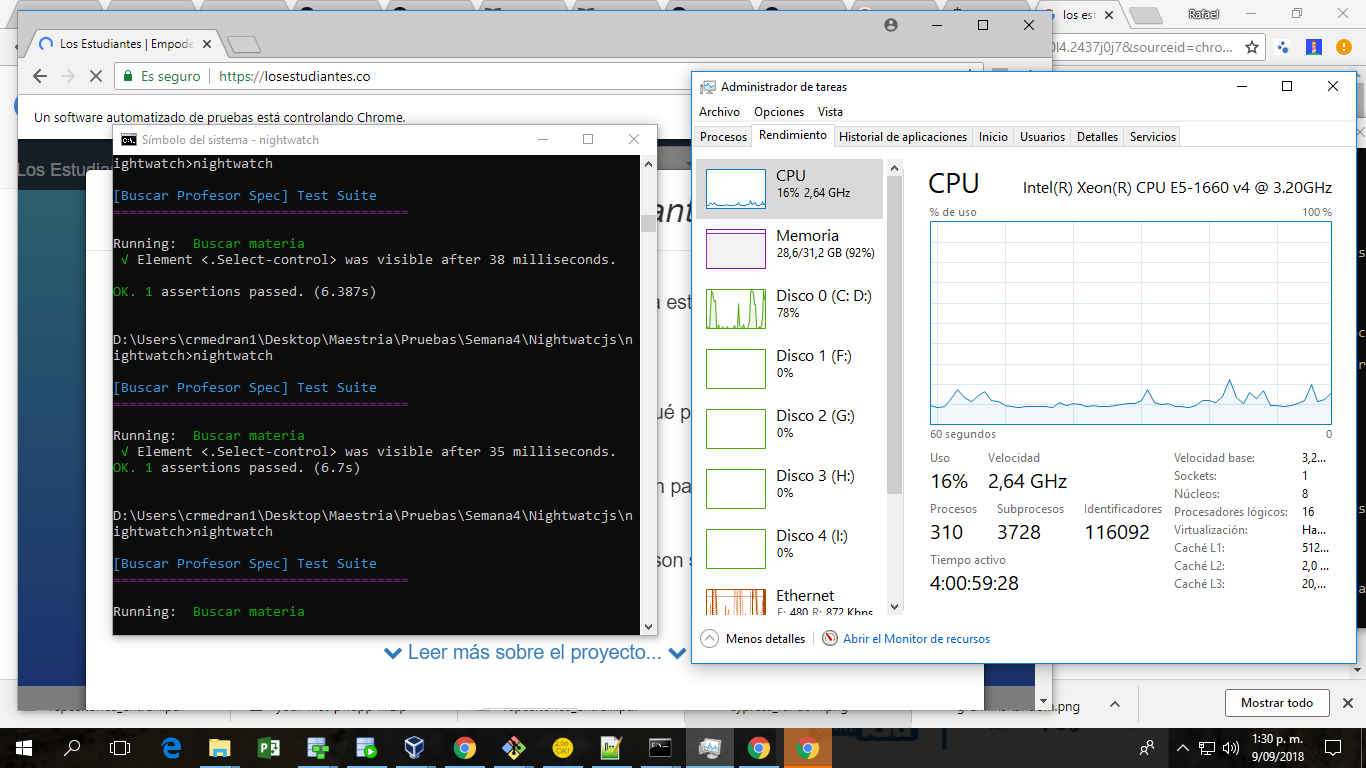 los est
Rafael
0l4.2437j0j7&sourceid=chro...
Los Estudiantes | Empode
Es seguro
https://losestudiantes.co
Un software automatizado de pruebas está controlando Chrome.
Los Estudia
ant
a est
ué p
n pa
son s
Leer más sobre el proyecto...
Símbolo del sistema - nightwatch
ightwatch>nightwatch
[Buscar Profesor Spec] Test Suite
=====================================
Running:  Buscar materia
√ Element <.Select-control> was visible after 38 milliseconds.
OK. 1 assertions passed. (6.387s)
D:\Users\crmedran1\Desktop\Maestria\Pruebas\Semana4\Nightwatcjs\n
ightwatch>nightwatch
[Buscar Profesor Spec] Test Suite
=====================================
Running:  Buscar materia
√ Element <.Select-control> was visible after 35 milliseconds.
OK. 1 assertions passed. (6.7s)
D:\Users\crmedran1\Desktop\Maestria\Pruebas\Semana4\Nightwatcjs\n
ightwatch>nightwatch
[Buscar Profesor Spec] Test Suite
=====================================
Running:  Buscar materia
Administrador de tareas
Archivo Opciones Vista
Procesos Rendimiento Historial de aplicaciones Inicio Usuarios Detalles Servicios
CPU
16% 2,64 GHz
Memoria
28,6/31,2 GB (92%)
Disco 0 (C: D:)
78%
Disco 1 (F:)
0%
Disco 2 (G:)
0%
Disco 3 (H:)
0%
Disco 4 (I:)
0%
Ethernet
E: 480 R: 872 Kbps
CPU
Intel(R) Xeon(R) CPU E5-1660 v4 @ 3.20GHz
% de uso
100 %
60 segundos
0
Uso
Velocidad
16%
2,64 GHz
Procesos
Subprocesos
Identificadores
310
3728
116092
Tiempo activo
4:00:59:28
Velocidad base: 3,2...
Sockets: 1
Núcleos: 8
Procesadores lógicos: 16
Virtualización: Ha...
Caché L1: 512...
Caché L2: 2,0 ...
Caché L3: 20,...
Menos detalles
Abrir el Monitor de recursos
Mostrar todo
1:30 p. m.
9/09/2018